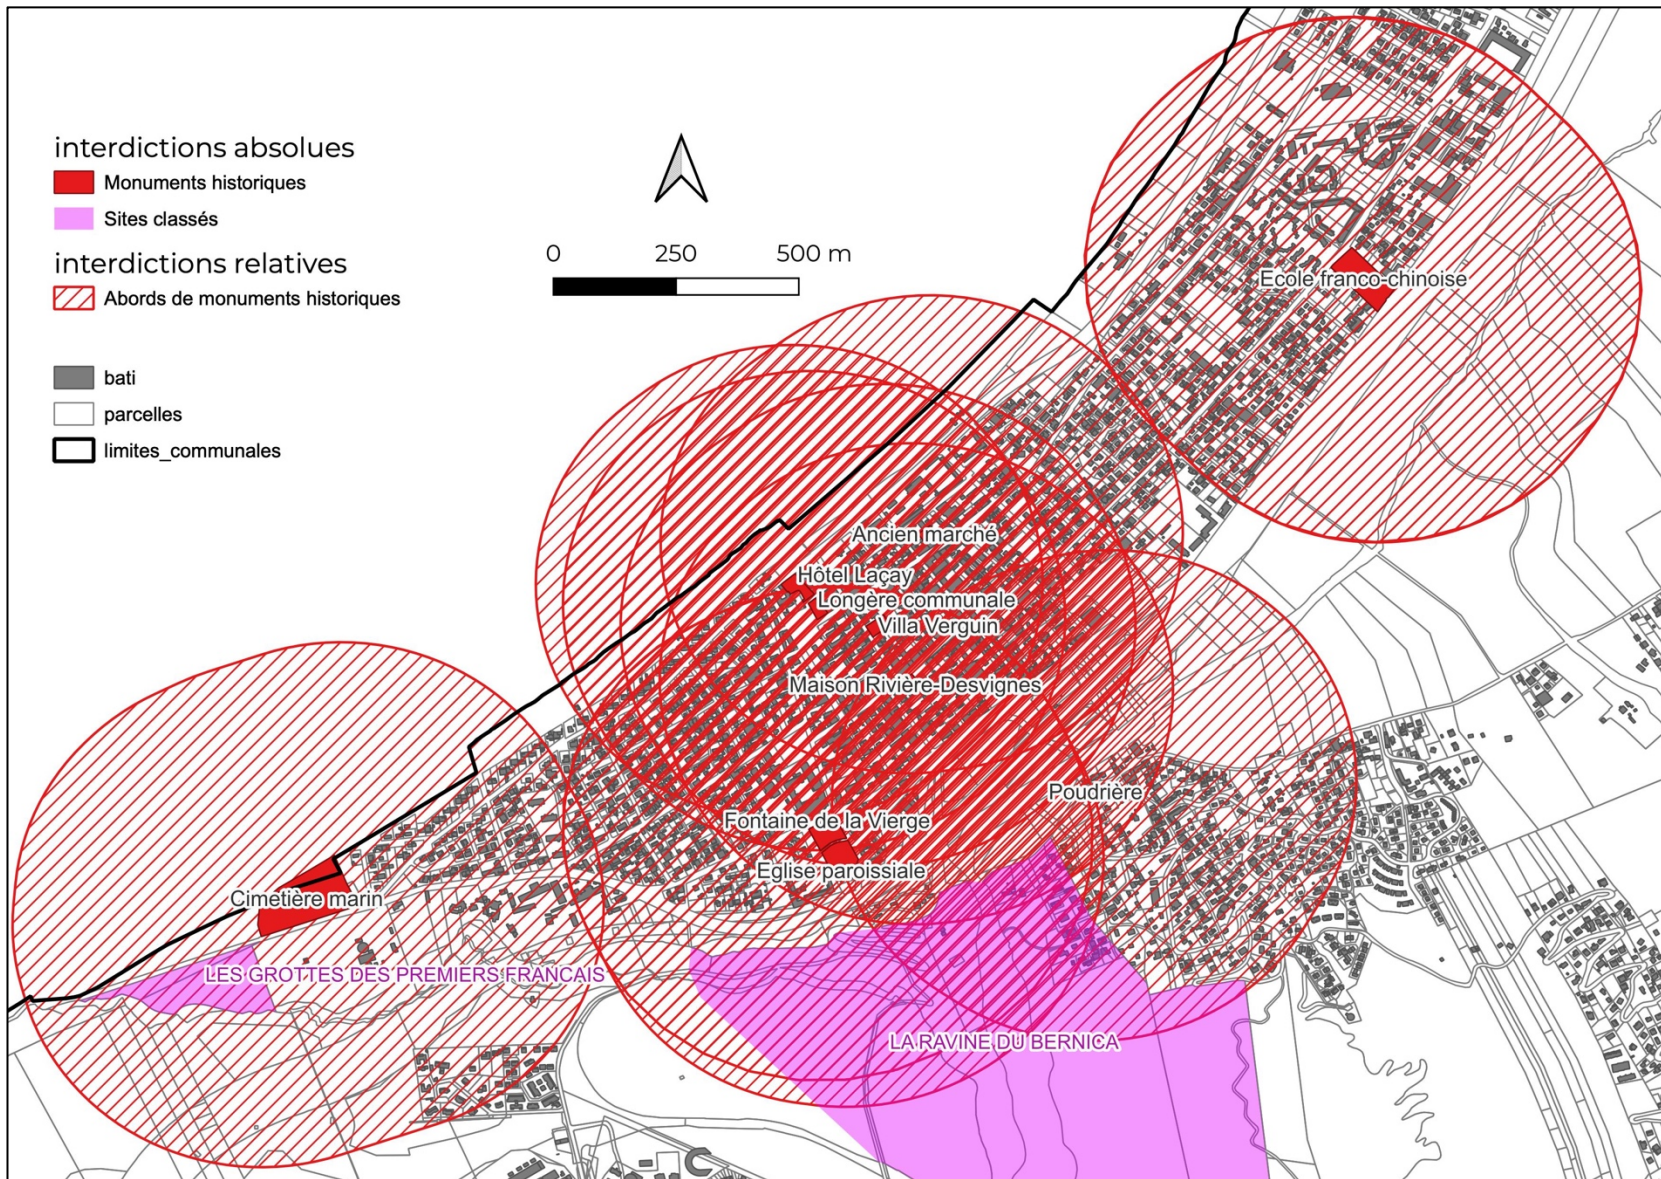 interdictions absolues
Monuments historiques
Sites classés
interdictions relatives
Abords de monuments historiques
bati
parcelles
limites_communales
0 250 500 m
Ecole franco-chinoise
Ancien marché
Hôtel Laçay
Longère communale
Villa Verguin
Maison Rivière-Desvignes
Poudrière
Fontaine de la Vierge
Eglise paroissiale
Cimetière marin
LES GROTTES DES PREMIERS FRANCAIS
LA RAVINE DU BERNICA